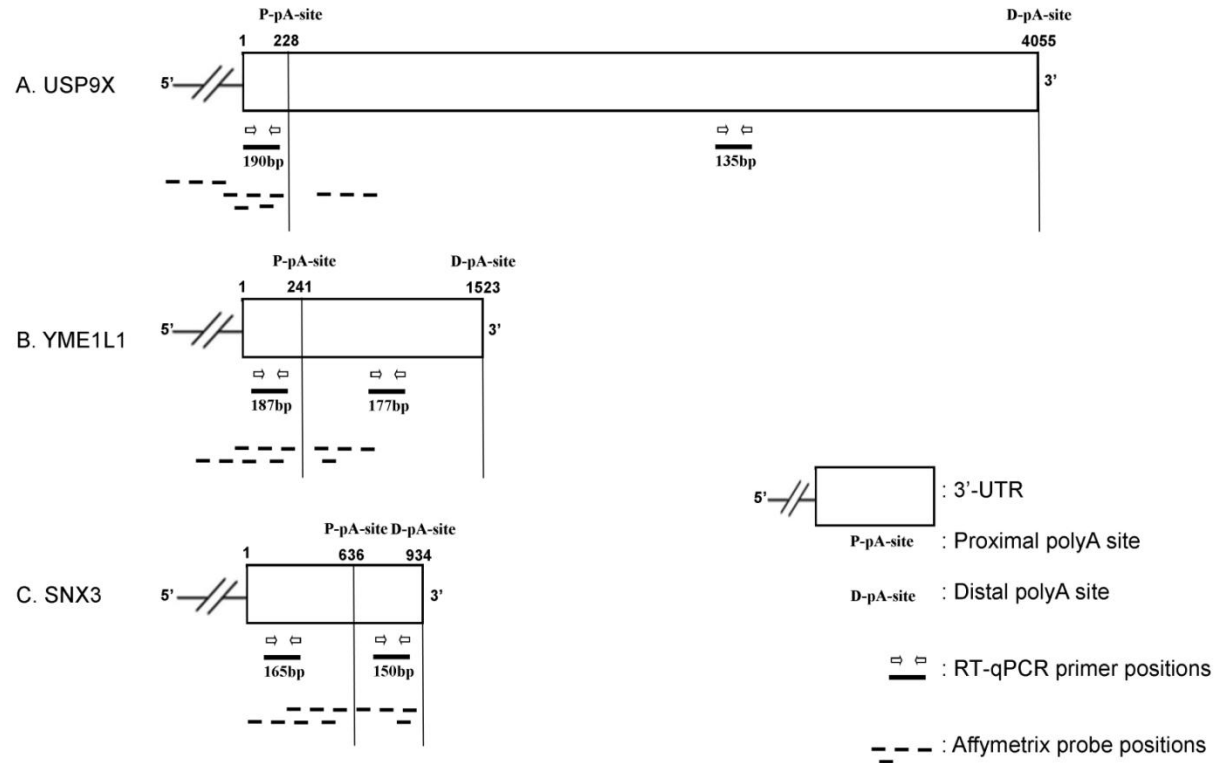 P-pA-site D-pA-site
1 228 4055
A. USP9X 5' 3'
190bp 135bp
P-pA-site D-pA-site
1 241 1523
B. YME1L1 5' 3'
187bp 177bp
P-pA-site D-pA-site
1 636 934
C. SNX3 5' 3'
165bp 150bp
5' : 3'-UTR
P-pA-site : Proximal polyA site
D-pA-site : Distal polyA site
: RT-qPCR primer positions
: Affymetrix probe positions